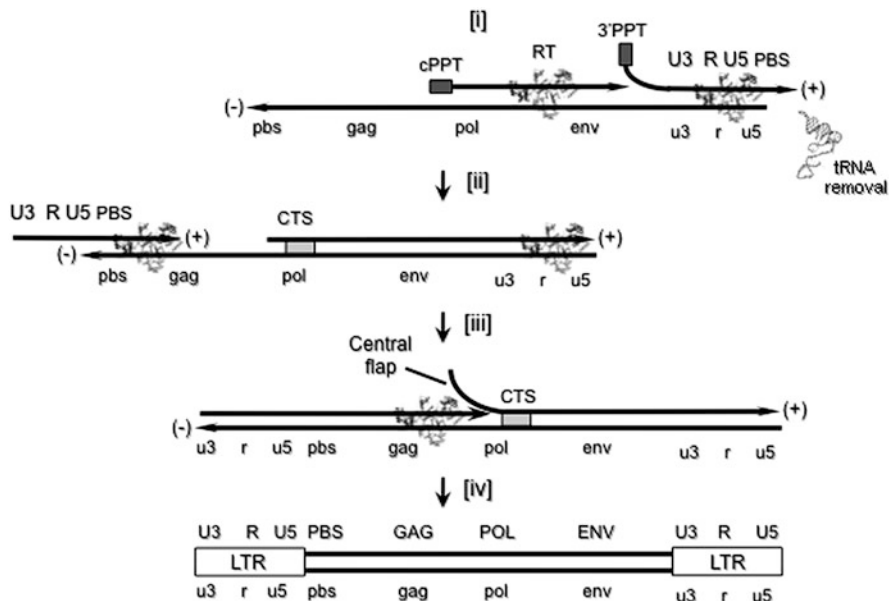 [i]
3'PPT
RT
U3 R U5 PBS
cPPT
(+)
(-)
pbs gag pol env u3 r u5
tRNA
removal
[ii]
U3 R U5 PBS
CTS
(+)
(+)
(-)
pbs gag pol env u3 r u5
[iii]
Central
flap
CTS
(+)
(-)
u3 r u5 pbs gag pol env u3 r u5
[iv]
U3 R U5 PBS GAG POL ENV U3 R U5
LTR LTR
u3 r u5 pbs gag pol env u3 r u5